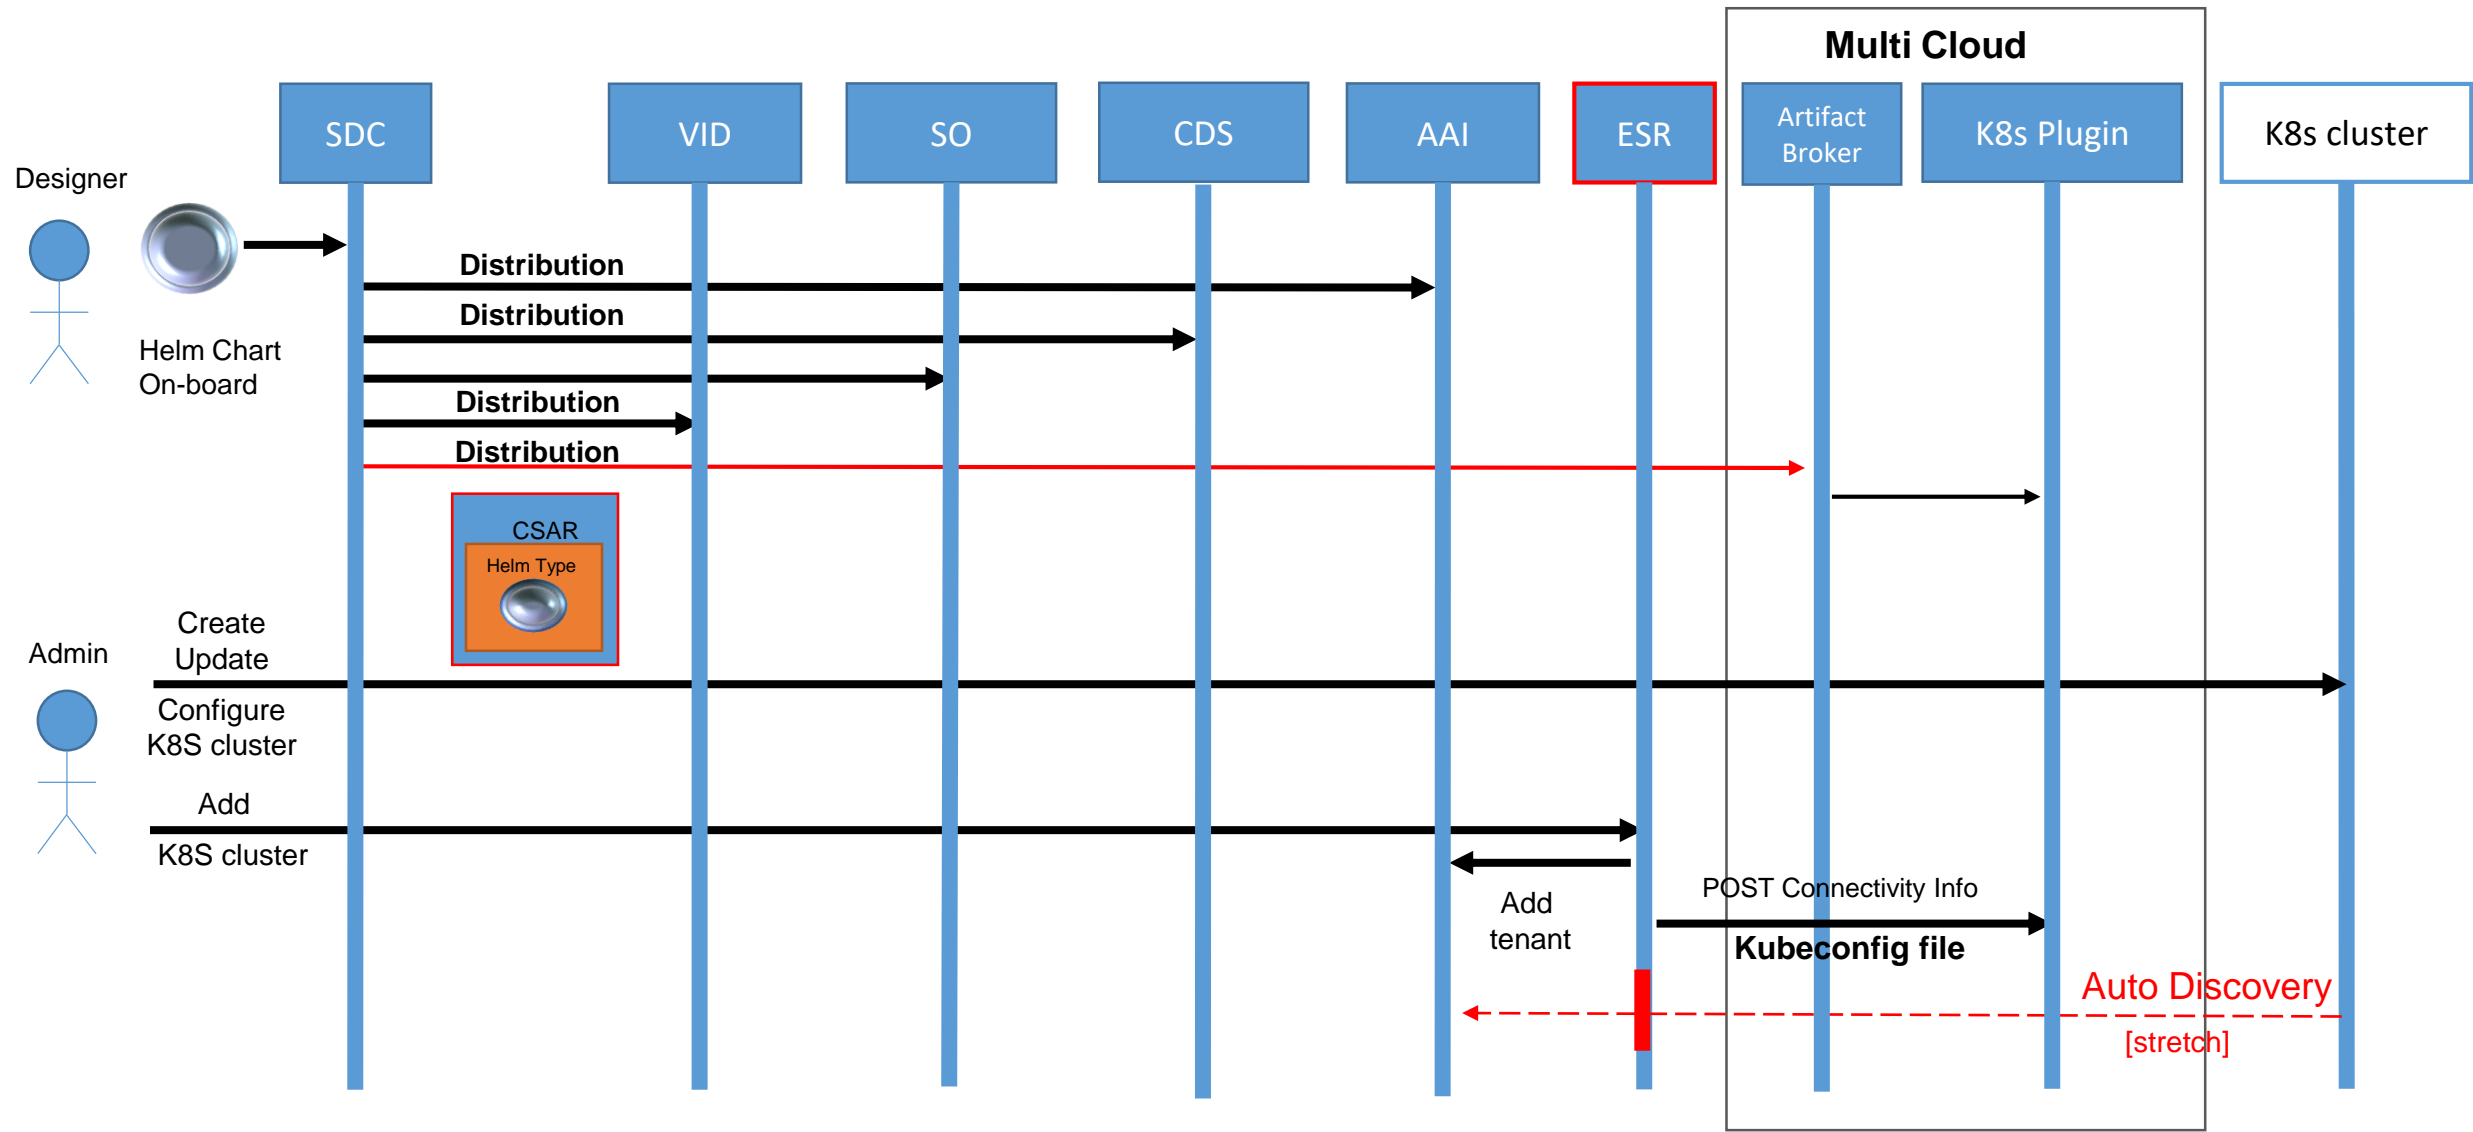 Multi Cloud
SDC
VID
SO
CDS
AAI
ESR
Artifact
Broker
K8s Plugin
K8s cluster
Designer
Distribution
Distribution
Helm Chart
On-board
Distribution
Distribution
CSAR
Helm Type
Create
Update
Admin
Configure
K8S cluster
Add
K8S cluster
POST Connectivity Info
Add
tenant
Kubeconfig file
Auto Discovery
[stretch]